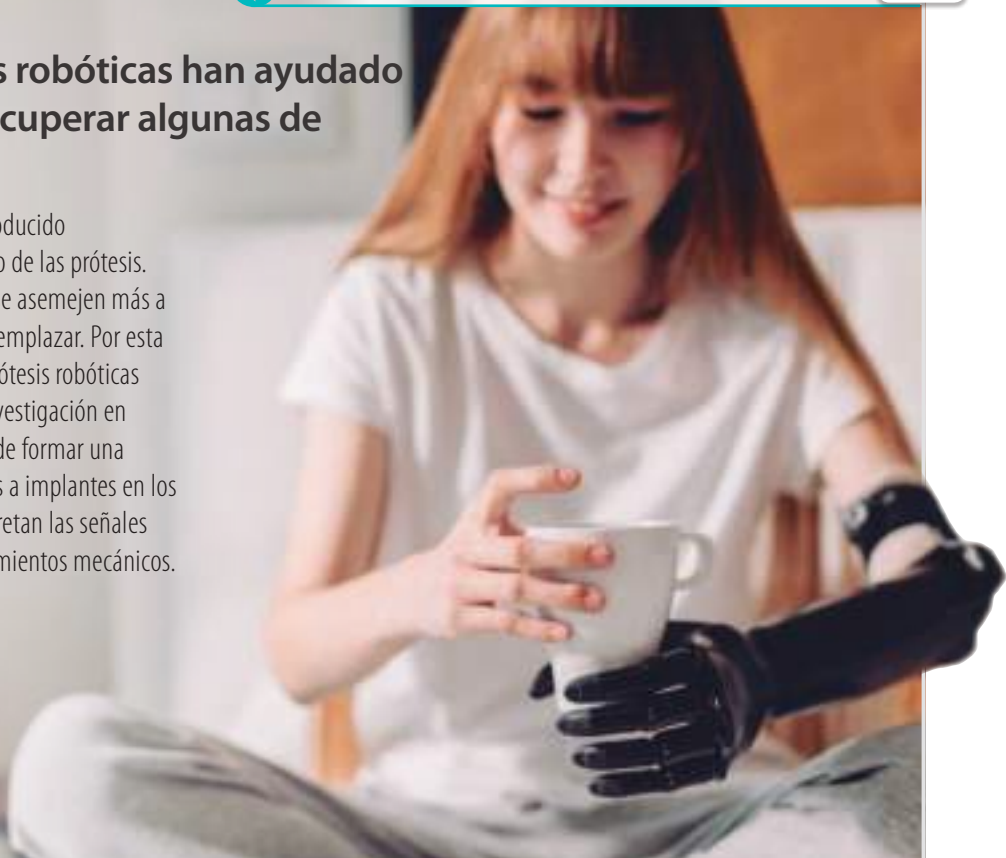 s robóticas han ayudado
cuperar algunas de
oducido
o de las prótesis.
e asemejen más a
emplazar. Por esta
ótesis robóticas
vestigación en
de formar una
s a implantes en los
retan las señales
mientos mecánicos.